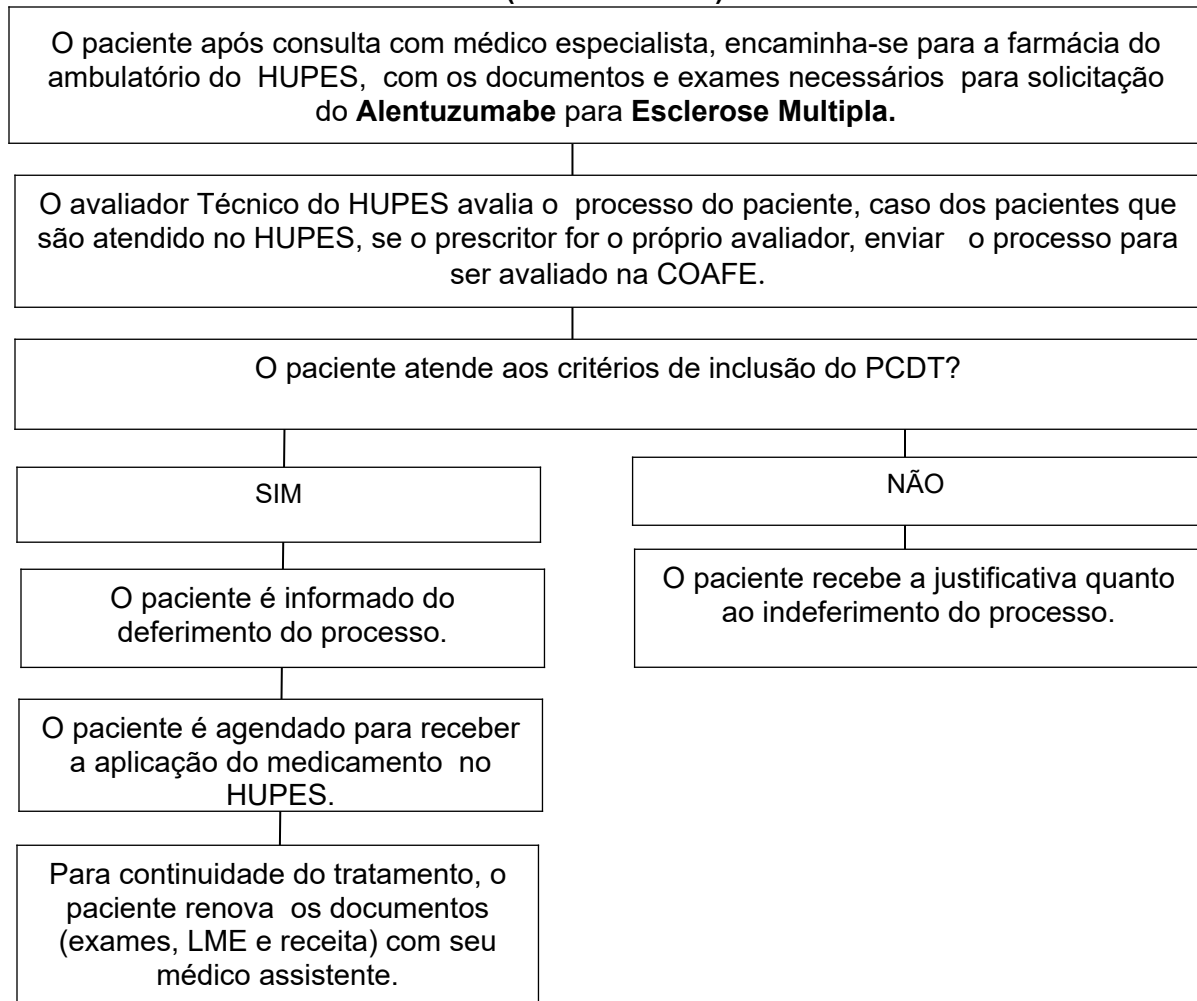 O paciente após consulta com médico especialista, encaminha-se para a farmácia do
ambulatório do HUPES, com os documentos e exames necessários para solicitação
do Alentuzumabe para Esclerose Multipla.
O avaliador Técnico do HUPES avalia o processo do paciente, caso dos pacientes que
são atendido no HUPES, se o prescritor for o próprio avaliador, enviar o processo para
ser avaliado na COAFE.
O paciente atende aos critérios de inclusão do PCDT?
SIM
NÃO
O paciente é informado do
deferimento do processo.
O paciente recebe a justificativa quanto
ao indeferimento do processo.
O paciente é agendado para receber
a aplicação do medicamento no
HUPES.
Para continuidade do tratamento, o
paciente renova os documentos
(exames, LME e receita) com seu
médico assistente.